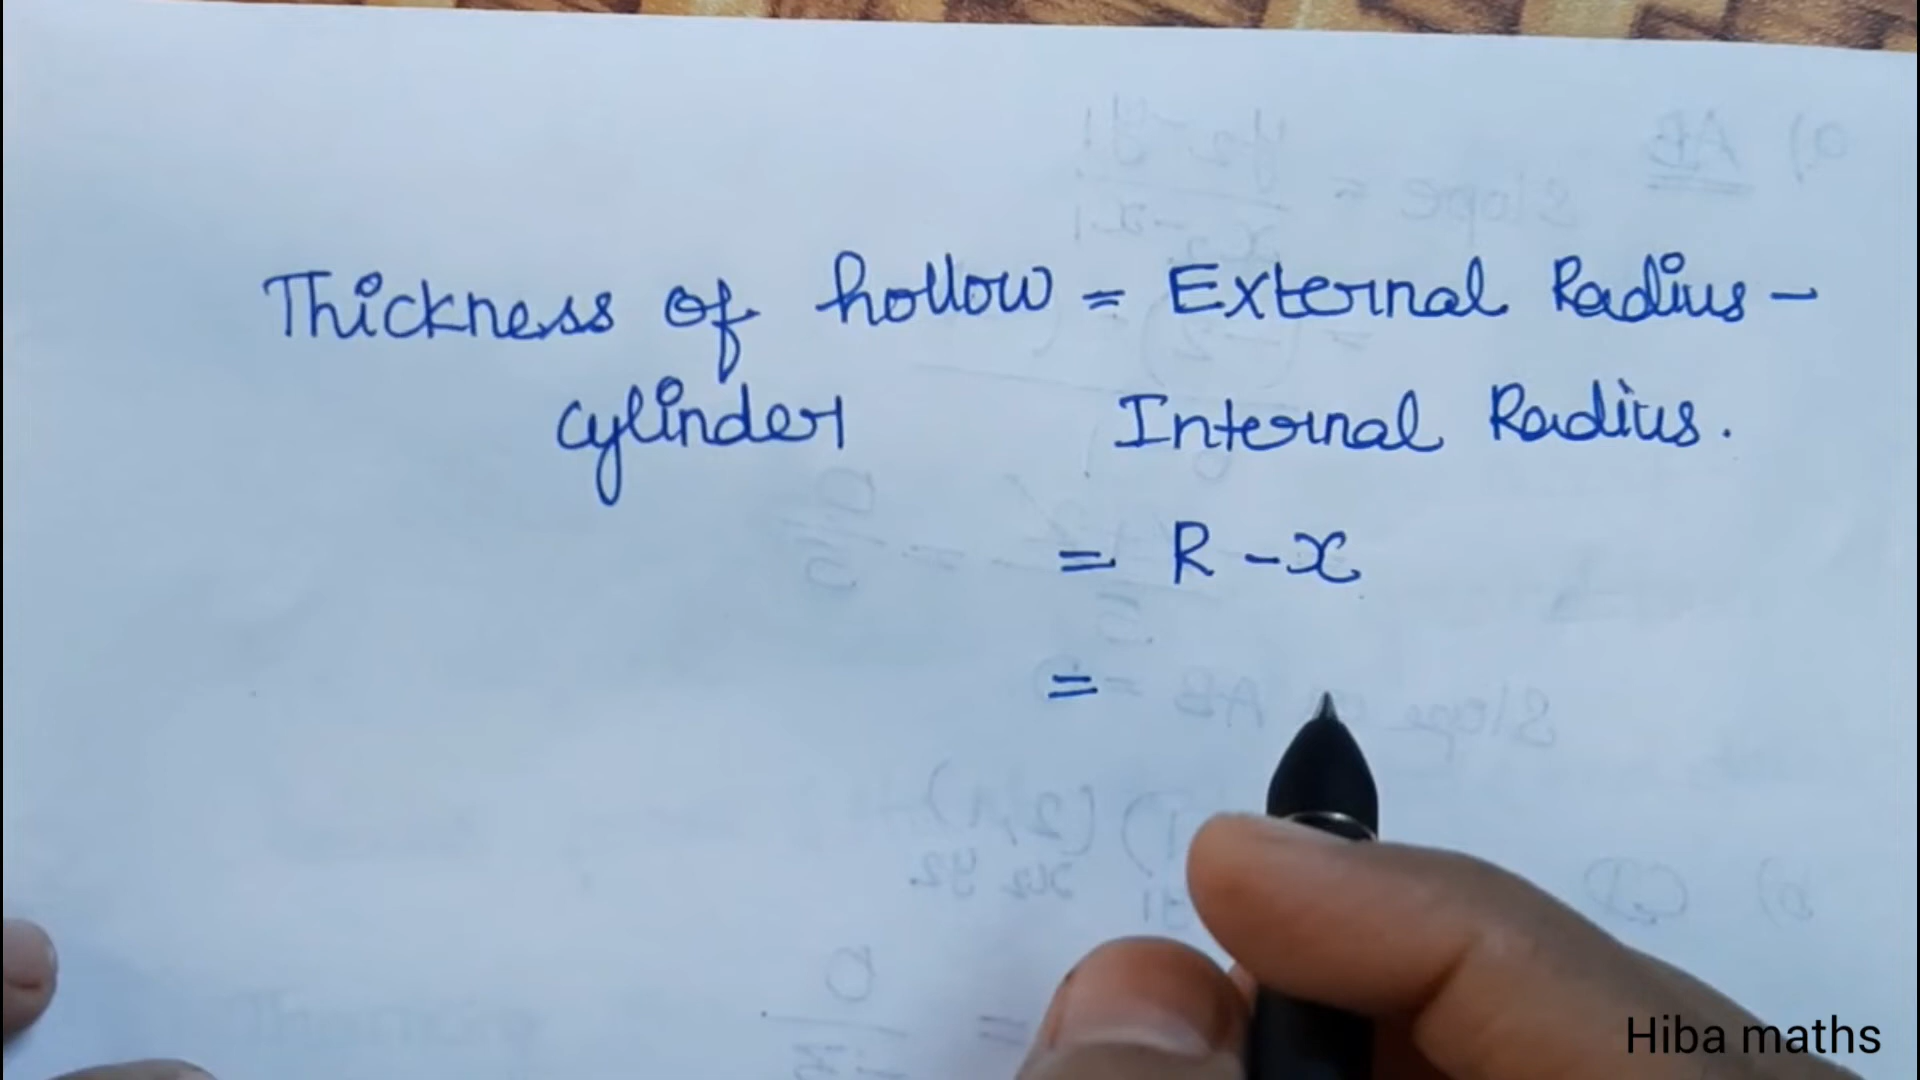 Thickness of hollow = External Radius -
cylinder Internal Radius.
= R - x
=
Hiba maths